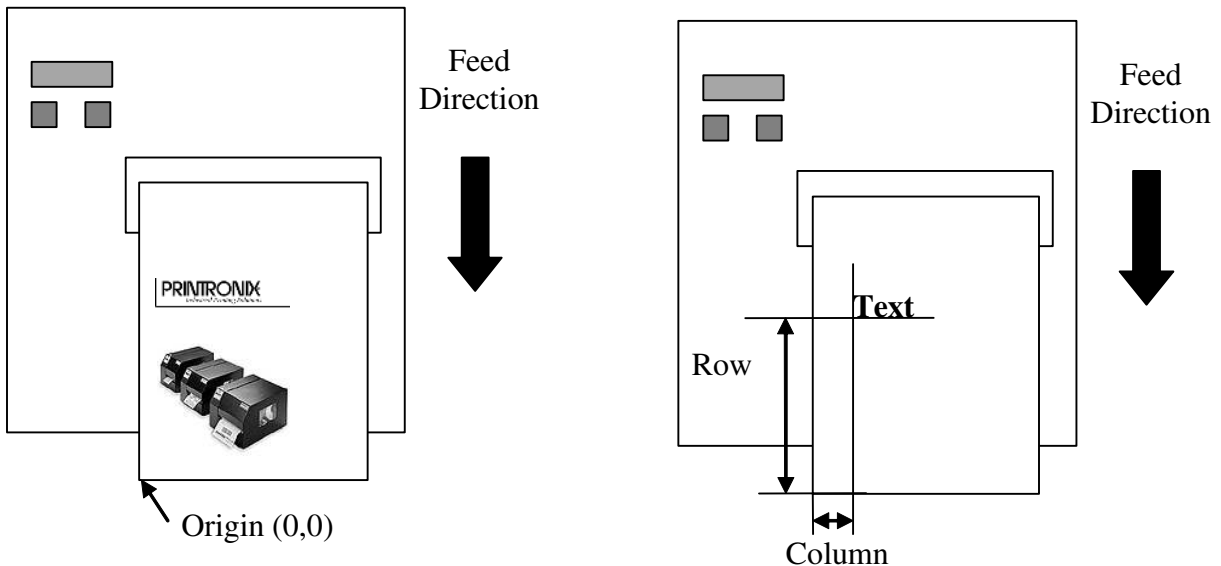 Feed
Direction
PRINTRONIX
Origin (0,0)
Feed
Direction
Text
Row
Column